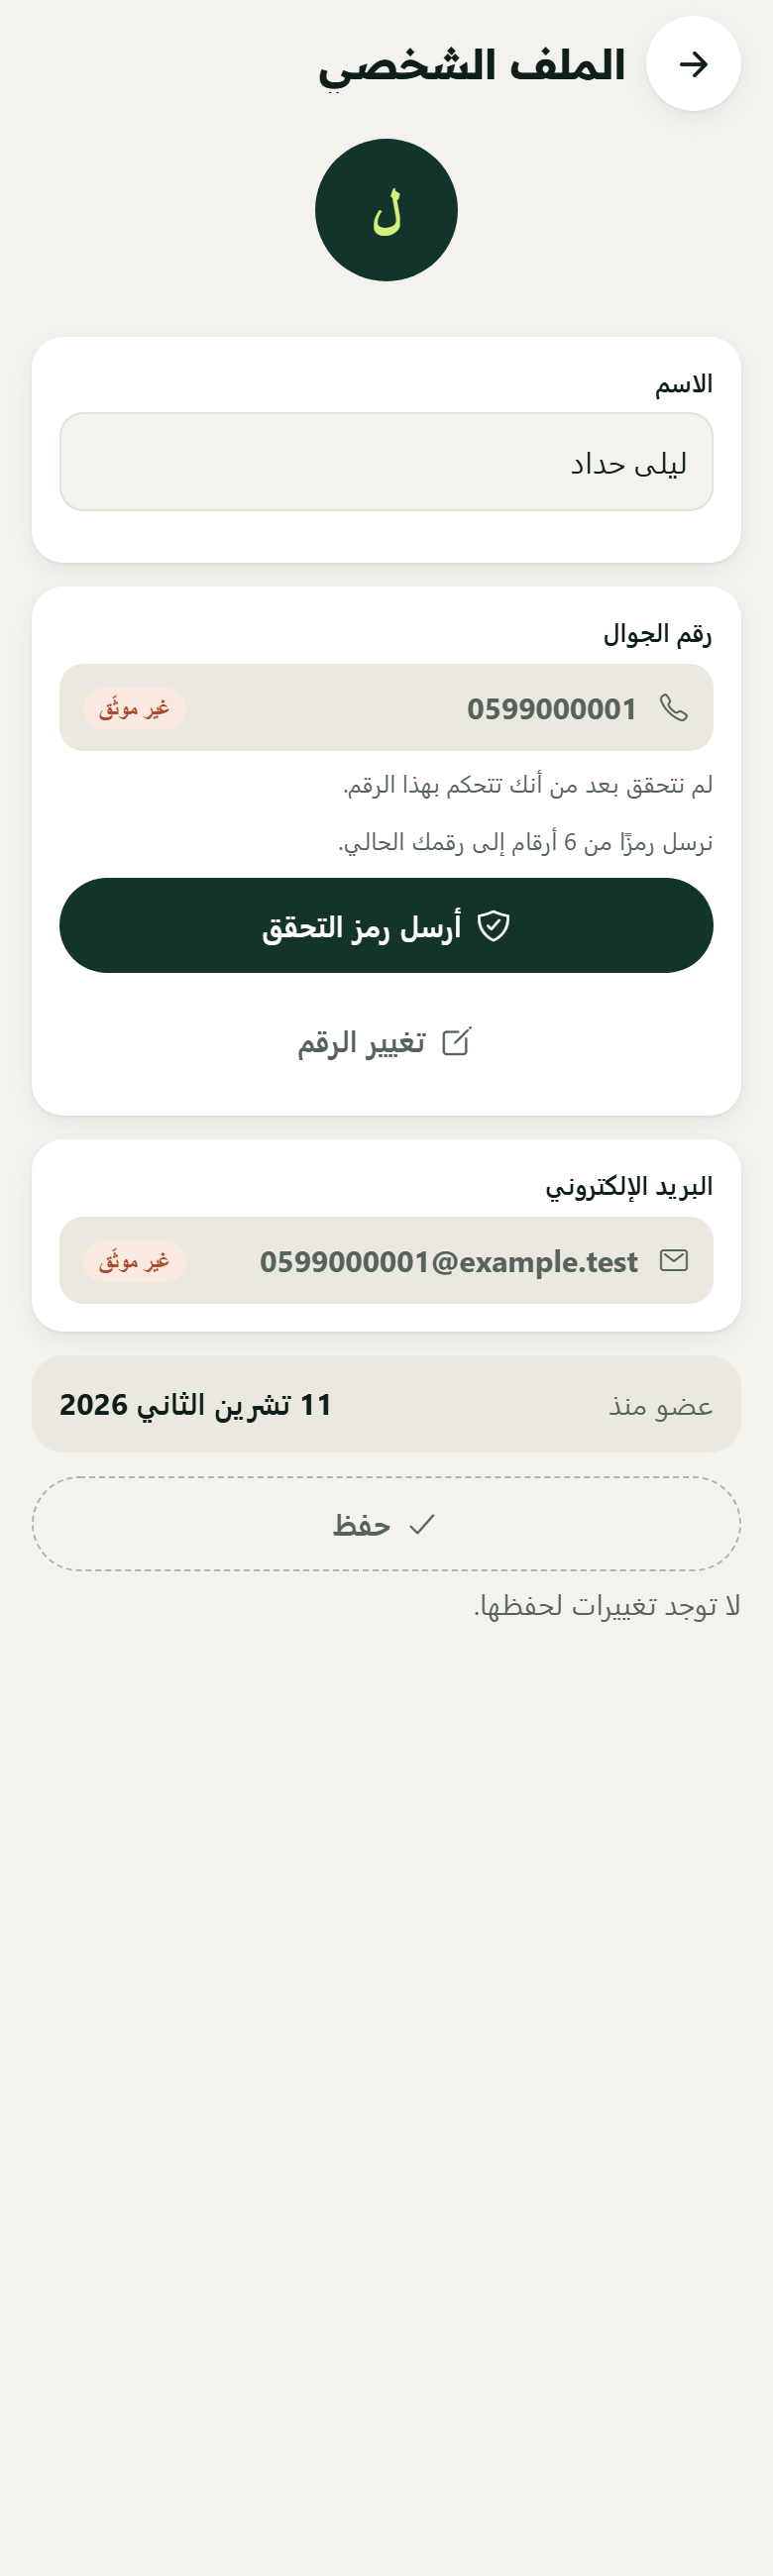 الملف الشخصي
ل
الاسم
ليلى حداد
رقم الجوال
0599000001 غير موثّق
لم نتحقق بعد من أنك تتحكم بهذا الرقم.
نرسل رمزًا من 6 أرقام إلى رقمك الحالي.
أرسل رمز التحقق
تغيير الرقم
البريد الإلكتروني
0599000001@example.test غير موثّق
عضو منذ 11 تشرين الثاني 2026
حفظ
لا توجد تغييرات لحفظها.